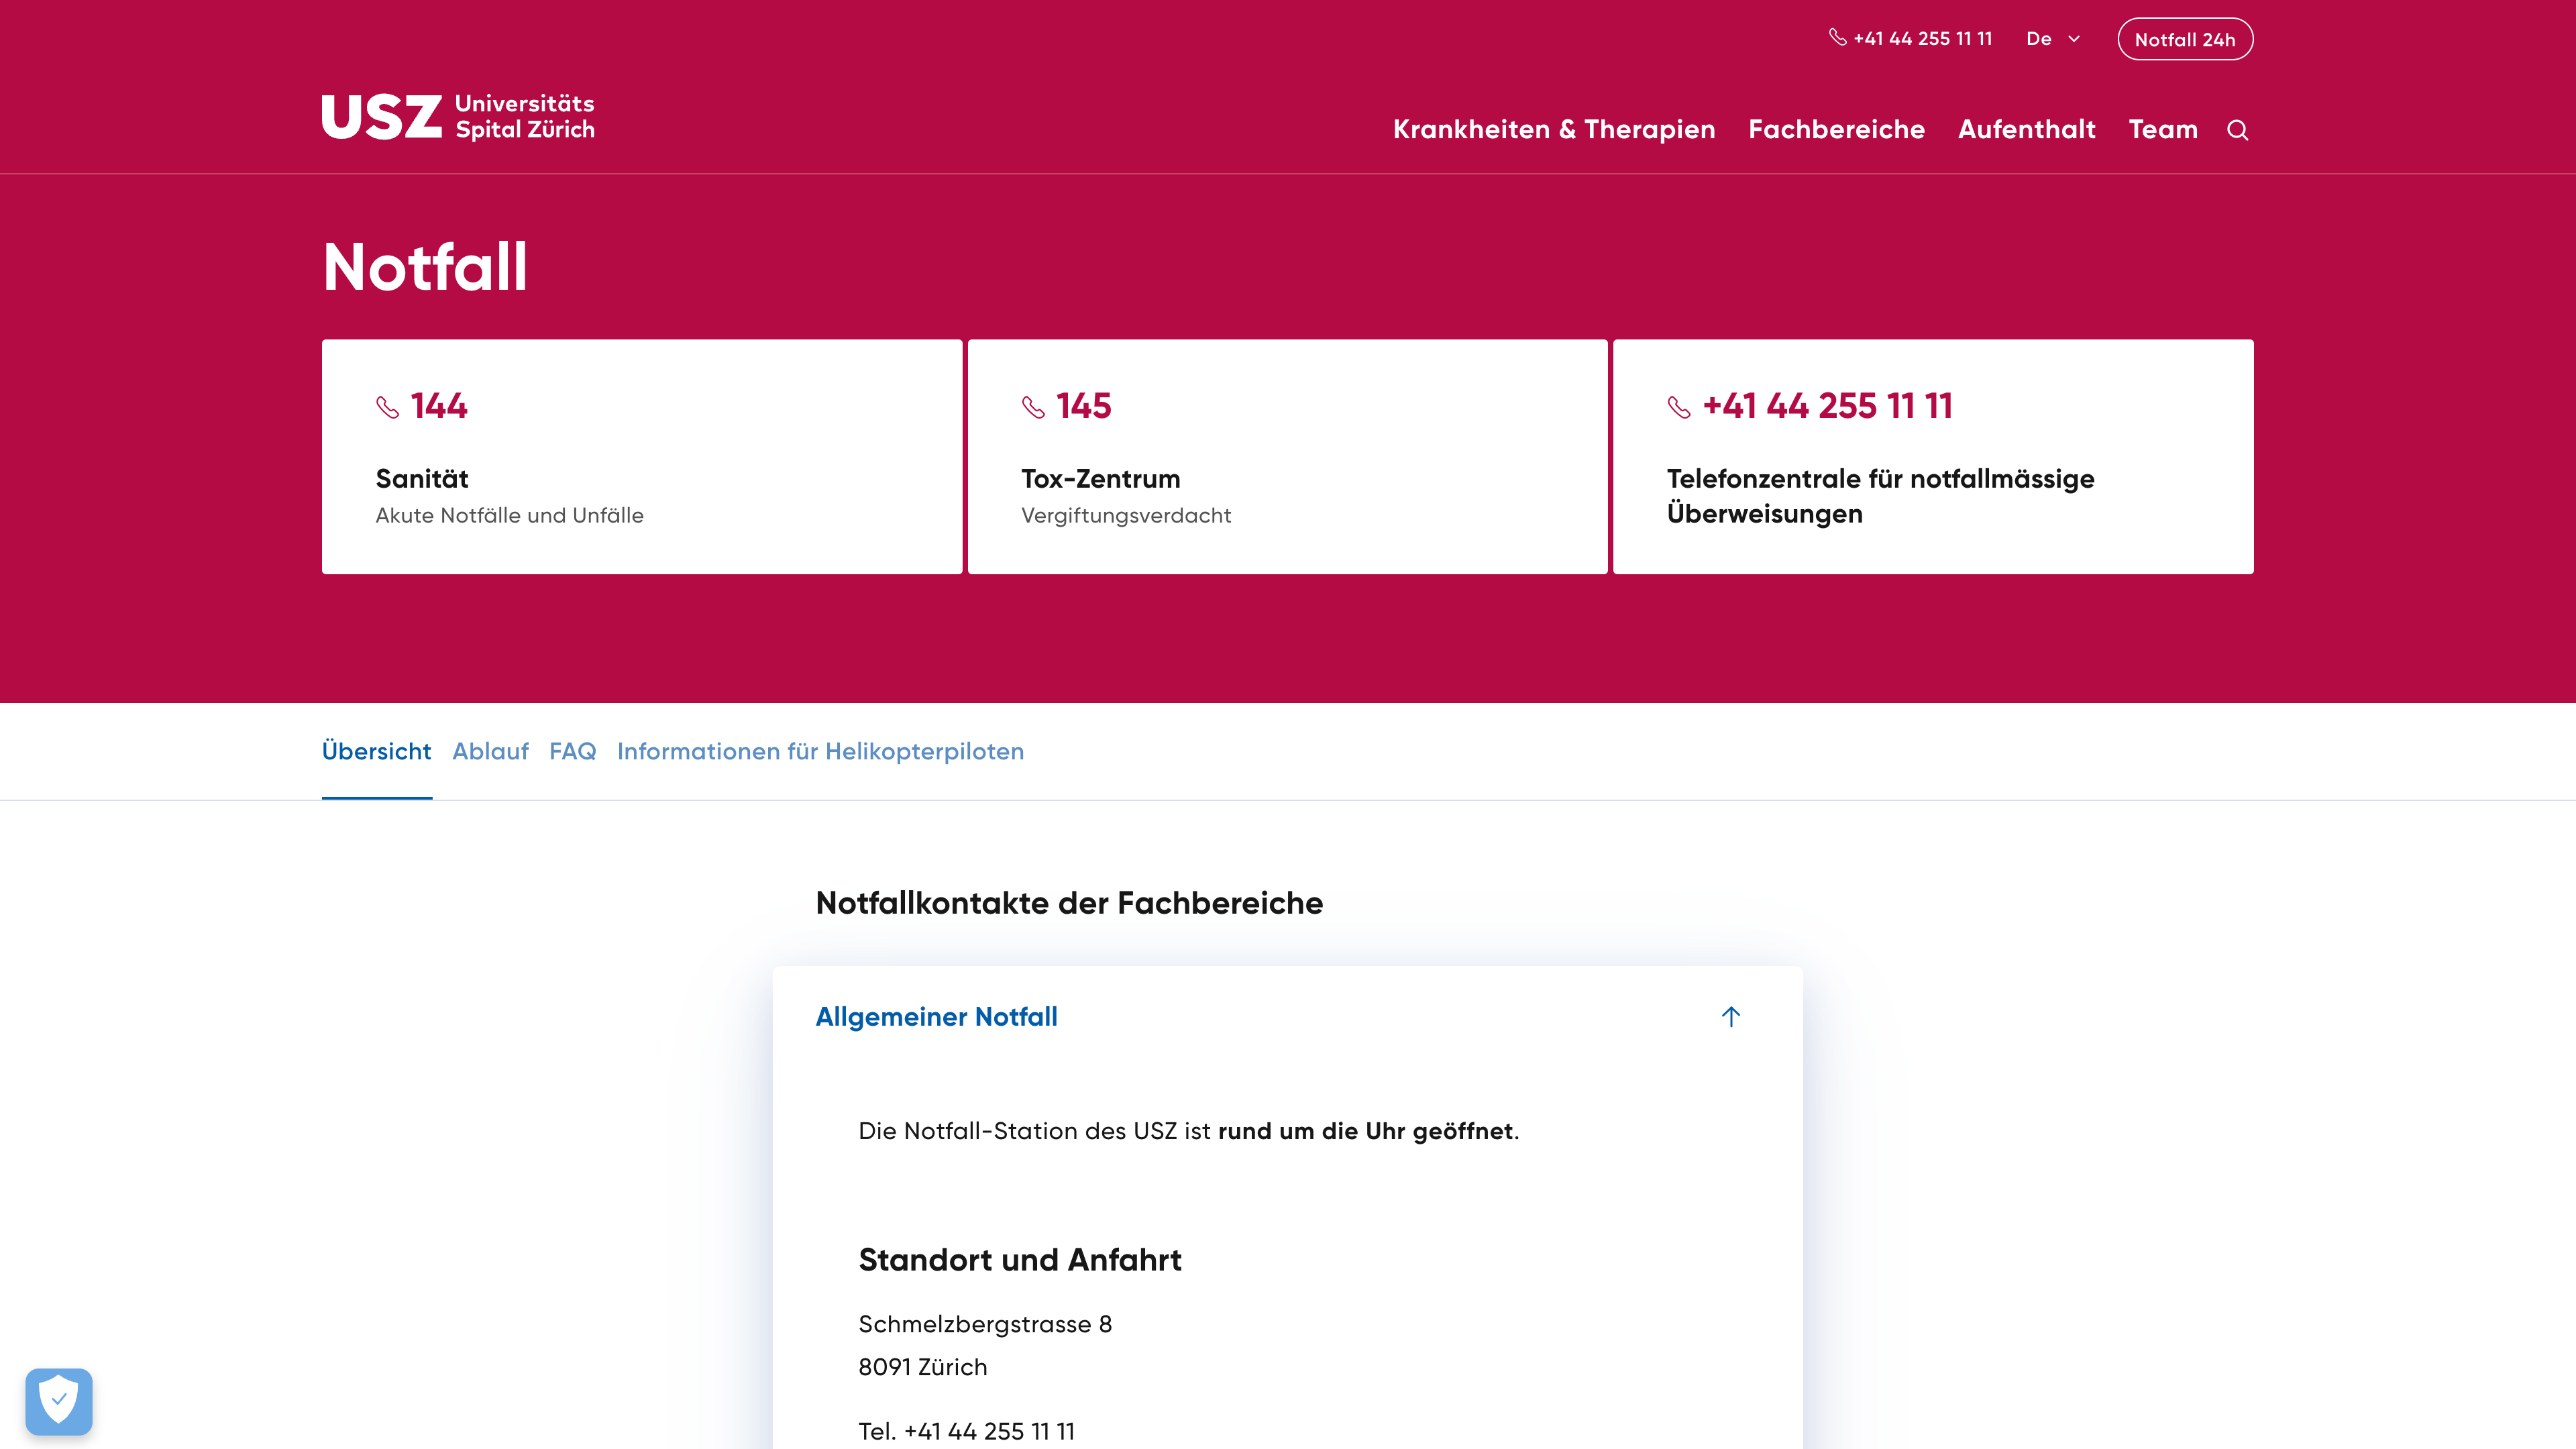 +41 44 255 11 11
De
Notfall 24h
USZ Universitäts
Spital Zürich
Krankheiten & Therapien
Fachbereiche
Aufenthalt
Team
Notfall
144
Sanität
Akute Notfälle und Unfälle
145
Tox-Zentrum
Vergiftungsverdacht
+41 44 255 11 11
Telefonzentrale für notfallmässige
Überweisungen
Übersicht
Ablauf
FAQ
Informationen für Helikopterpiloten
Notfallkontakte der Fachbereiche
Allgemeiner Notfall
Die Notfall-Station des USZ ist rund um die Uhr geöffnet.
Standort und Anfahrt
Schmelzbergstrasse 8
8091 Zürich
Tel. +41 44 255 11 11